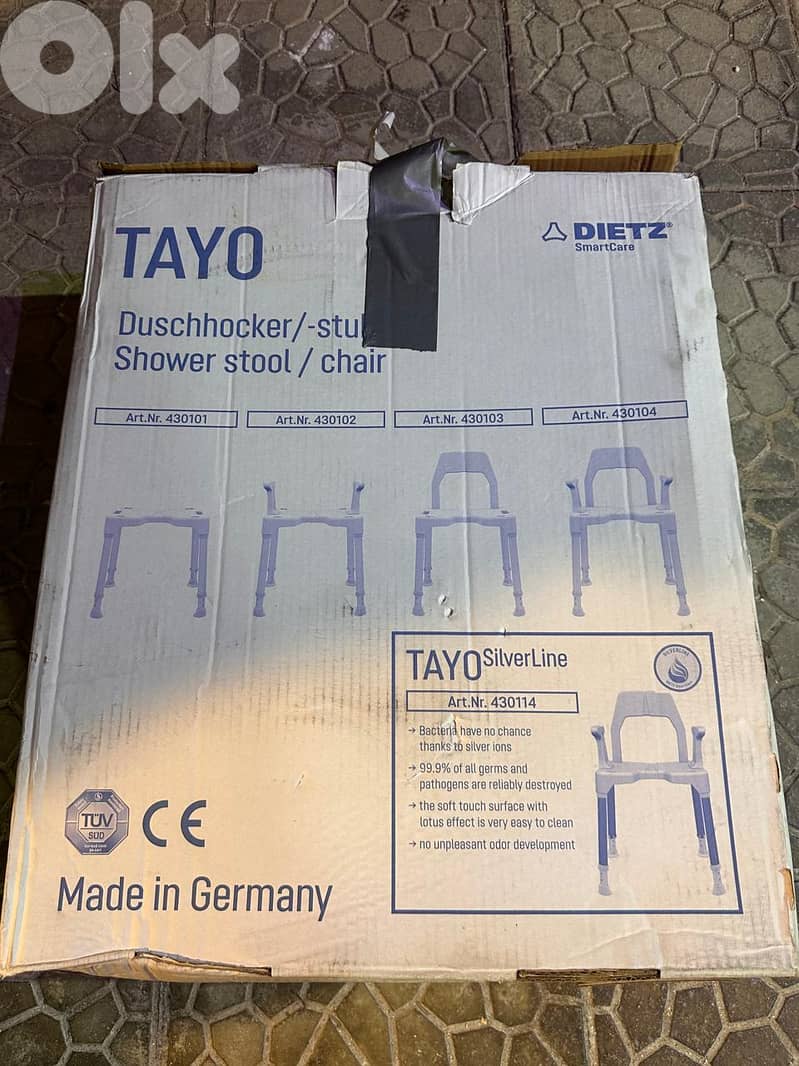 olx
TAYO
DIETZ®
SmartCare
Duschhocker/-stu
Shower stool / chair
Art.Nr. 430101
Art.Nr. 430102
Art.Nr. 430103
Art.Nr. 430104
TAYO SilverLine
SILVERLINE
Art.Nr. 430114
→ Bacteria have no chance
thanks to silver ions
→ 99.9% of all germs and
pathogens are reliably destroyed
→ the soft touch surface with
lotus effect is very easy to clean
→ no unpleasant odor development
TÜV
SÜD
CE
Made in Germany